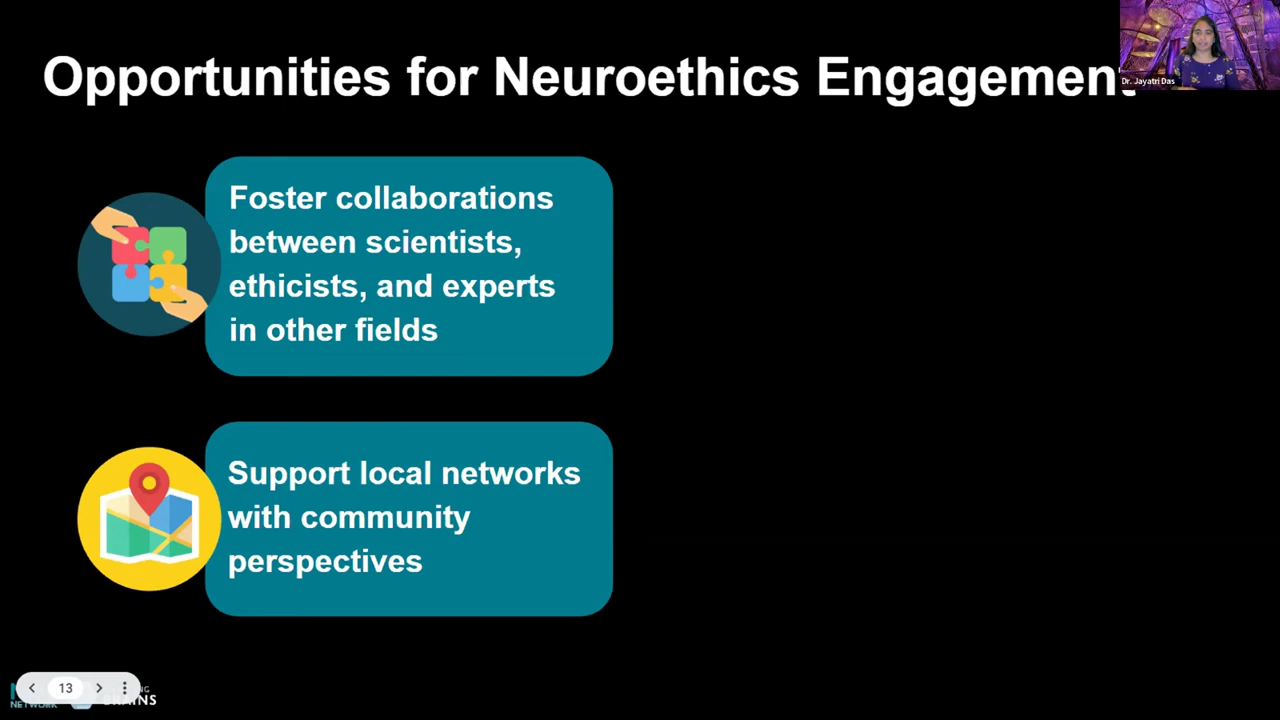 Opportunities for Neuroethics Engagement
Dr. Jayatri Das
Foster collaborations
between scientists,
ethicists, and experts
in other fields
Support local networks
with community
perspectives
13
NETWORK
BRAINS